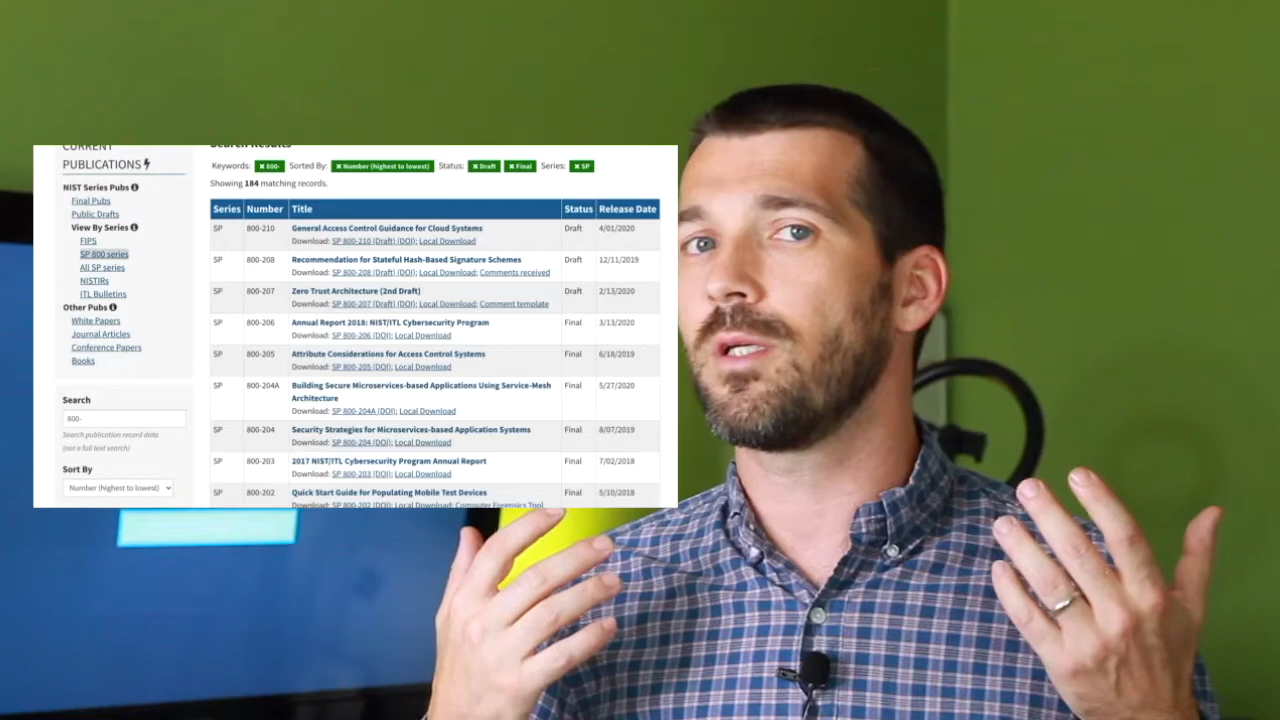 CURRENT
PUBLICATIONS
NIST Series Pubs
Final Pubs
Public Drafts
View By Series
FIPS
SP 800 series
All SP series
NISTIRs
ITL Bulletins
Other Pubs
White Papers
Journal Articles
Conference Papers
Books
Search
800-
Search publication record data
(not a full text search)
Sort By
Number (highest to lowest)
Search Results
Keywords: × 800- Sorted By: × Number (highest to lowest) Status: × Draft × Final Series: × SP
Showing 184 matching records.
Series Number Title Status Release Date
SP 800-210 General Access Control Guidance for Cloud Systems Draft 4/01/2020
Download: SP 800-210 (Draft) (DOI); Local Download
SP 800-208 Recommendation for Stateful Hash-Based Signature Schemes Draft 12/11/2019
Download: SP 800-208 (Draft) (DOI); Local Download; Comments received
SP 800-207 Zero Trust Architecture (2nd Draft) Draft 2/13/2020
Download: SP 800-207 (Draft) (DOI); Local Download; Comment template
SP 800-206 Annual Report 2018: NIST/ITL Cybersecurity Program Final 3/13/2020
Download: SP 800-206 (DOI); Local Download
SP 800-205 Attribute Considerations for Access Control Systems Final 6/18/2019
Download: SP 800-205 (DOI); Local Download
SP 800-204A Building Secure Microservices-based Applications Using Service-Mesh Final 5/27/2020
Architecture
Download: SP 800-204A (DOI); Local Download
SP 800-204 Security Strategies for Microservices-based Application Systems Final 8/07/2019
Download: SP 800-204 (DOI); Local Download
SP 800-203 2017 NIST/ITL Cybersecurity Program Annual Report Final 7/02/2018
Download: SP 800-203 (DOI); Local Download
SP 800-202 Quick Start Guide for Populating Mobile Test Devices Final 5/10/2018
Download: SP 800-202 (DOI); Local Download; Computer Forensics Tool